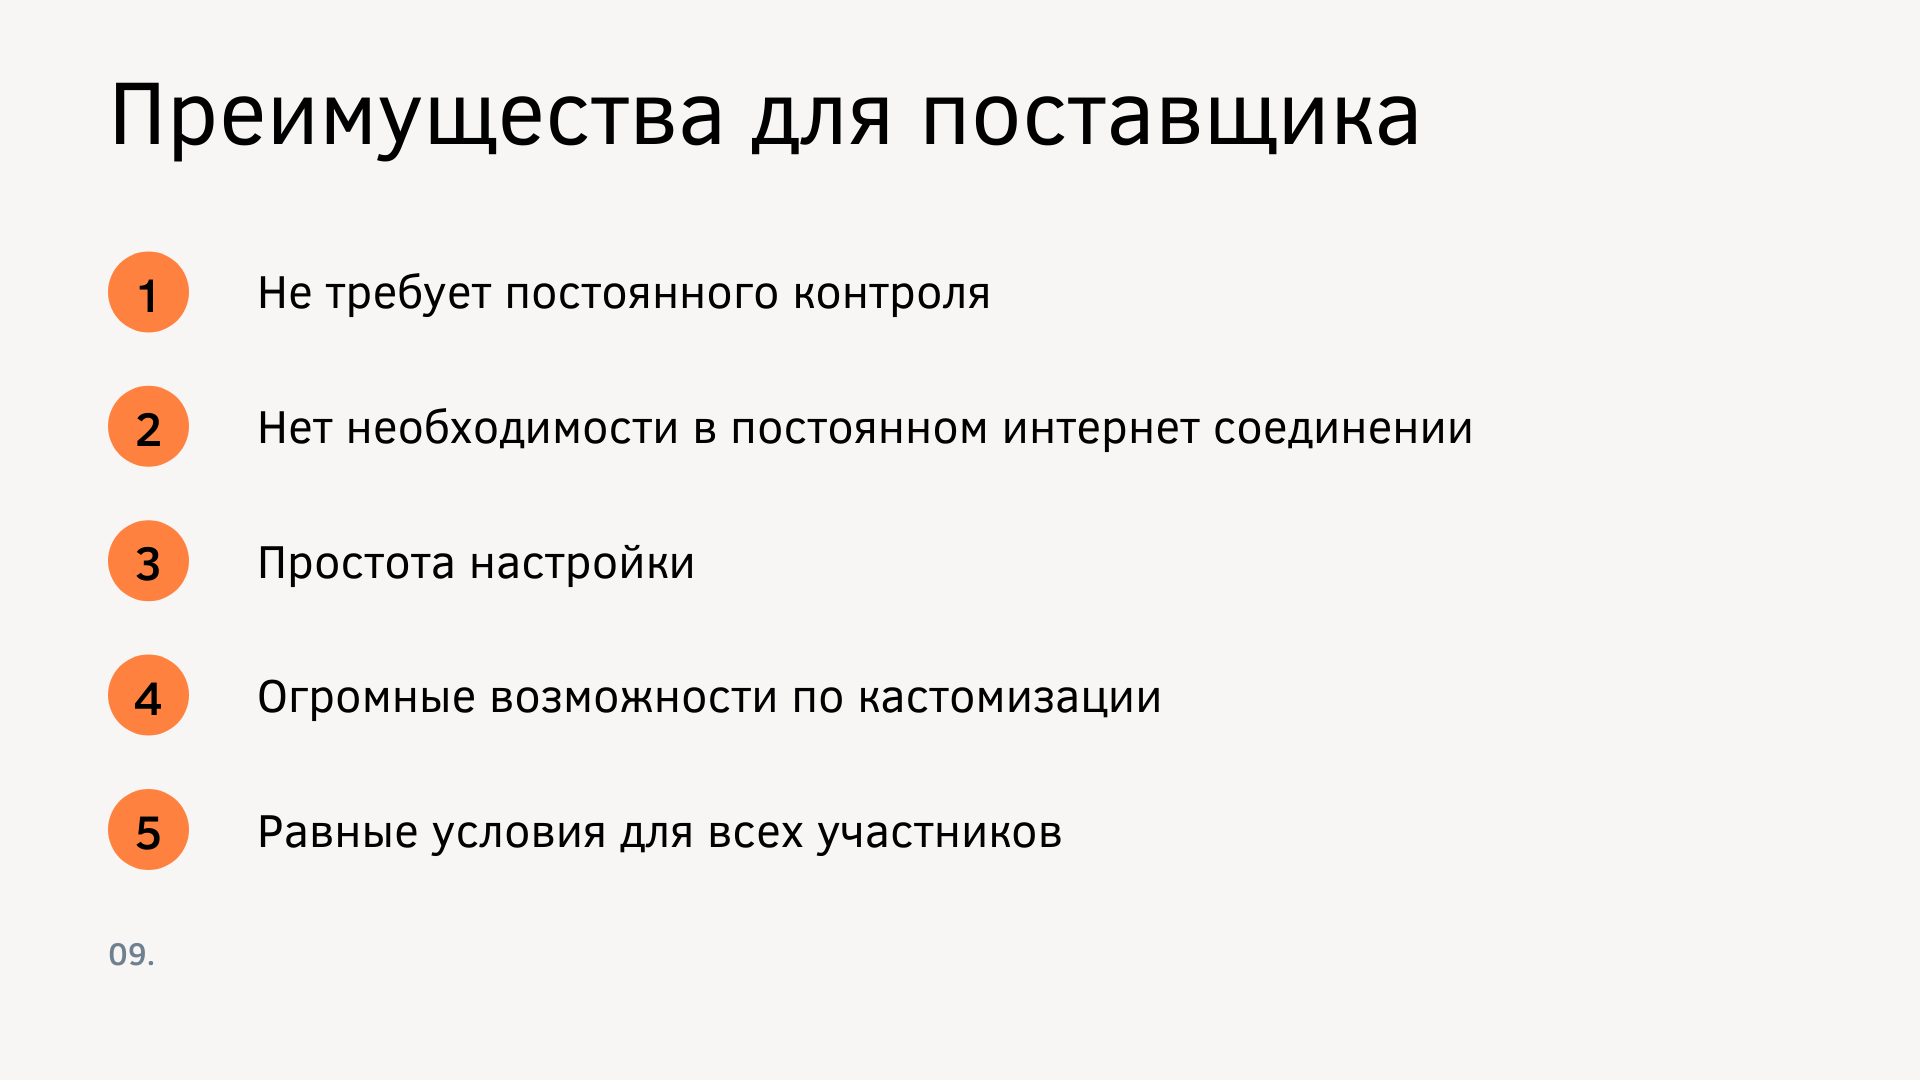 Преимущества для поставщика
1 Не требует постоянного контроля
2 Нет необходимости в постоянном интернет соединении
3 Простота настройки
4 Огромные возможности по кастомизации
5 Равные условия для всех участников
09.